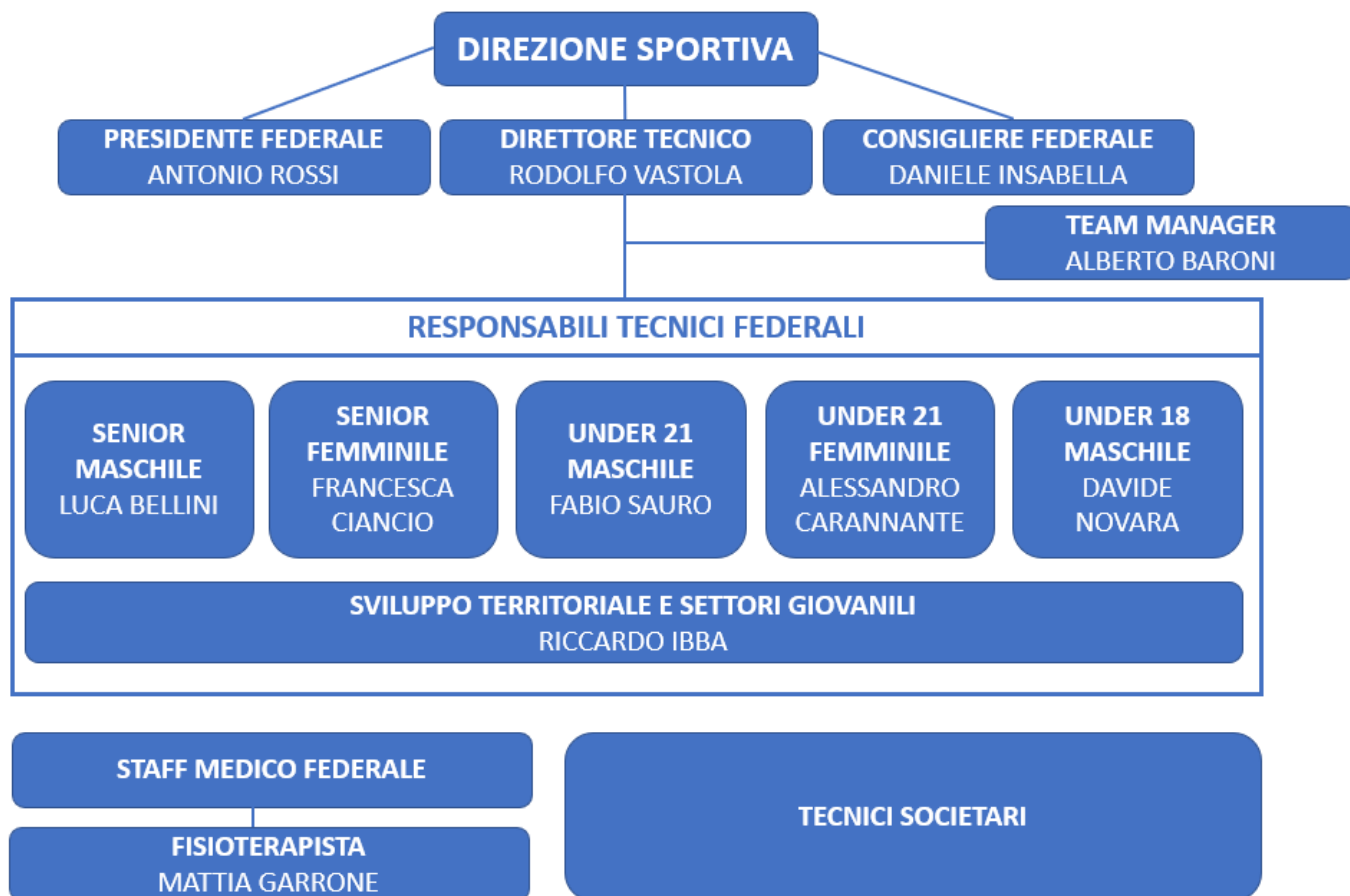 DIREZIONE SPORTIVA
PRESIDENTE FEDERALE
ANTONIO ROSSI
DIRETTORE TECNICO
RODOLFO VASTOLA
CONSIGLIERE FEDERALE
DANIELE INSABELLA
TEAM MANAGER
ALBERTO BARONI
RESPONSABILI TECNICI FEDERALI
SENIOR
MASCHILE
LUCA BELLINI
SENIOR
FEMMINILE
FRANCESCA
CIANCIO
UNDER 21
MASCHILE
FABIO SAURO
UNDER 21
FEMMINILE
ALESSANDRO
CARANNANTE
UNDER 18
MASCHILE
DAVIDE
NOVARA
SVILUPPO TERRITORIALE E SETTORI GIOVANILI
RICCARDO IBBA
STAFF MEDICO FEDERALE
FISIOTERAPISTA
MATTIA GARRONE
TECNICI SOCIETARI